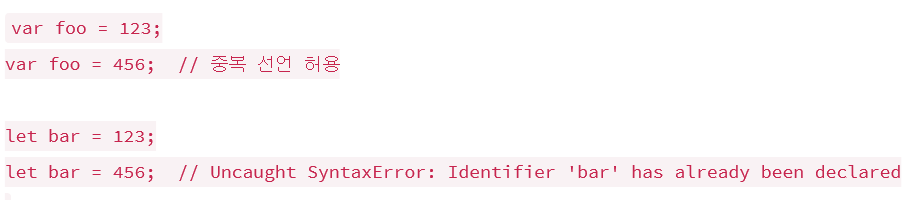 var foo = 123;
var foo = 456;  // 중복 선언 허용
let bar = 123;
let bar = 456;  // Uncaught SyntaxError: Identifier 'bar' has already been declared